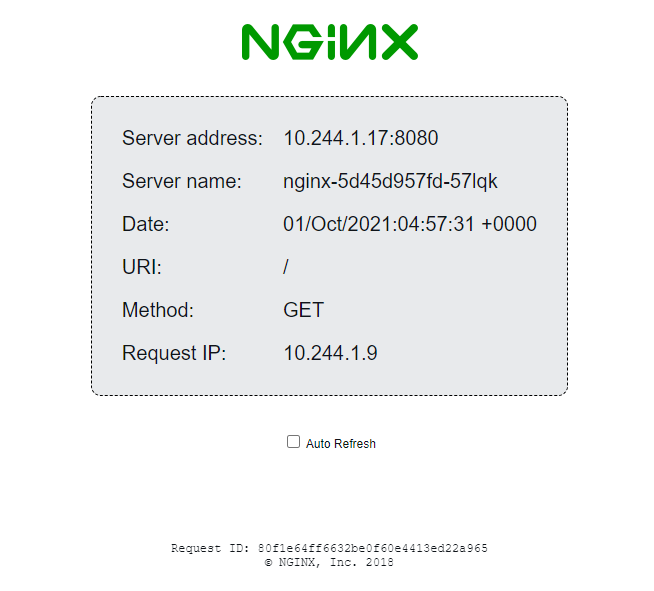 NGINX
Server address: 10.244.1.17:8080
Server name: nginx-5d45d957fd-57lqk
Date: 01/Oct/2021:04:57:31 +0000
URI: /
Method: GET
Request IP: 10.244.1.9
Auto Refresh
Request ID: 80f1e64ff6632be0f60e4413ed22a965
© NGINX, Inc. 2018